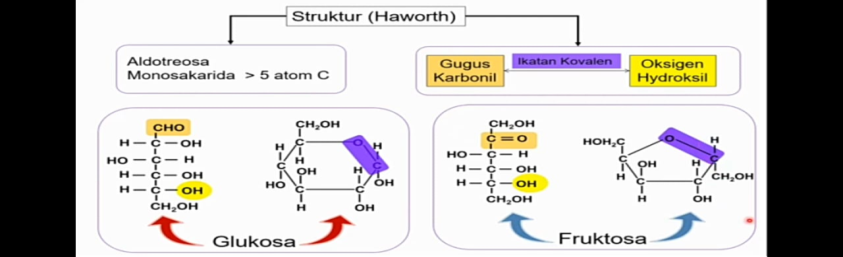 Struktur (Haworth)
Aldotreosa
Monosakarida > 5 atom C
Gugus
Karbonil
Ikatan Kovalen
Oksigen
Hydroksil
CHO
H — C — OH
HO — C — H
H — C — OH
H — C — OH
CH₂OH
CH₂OH
O
H
C
H
C
H
C
OH
H
HO
C
C
OH
H
OH
Glukosa
CH₂OH
C = O
HO — C — H
H — C — OH
H — C — OH
CH₂OH
HOH₂C
O
H
C
C
H
OH
H
CH₂OH
C
C
H
OH
Fruktosa